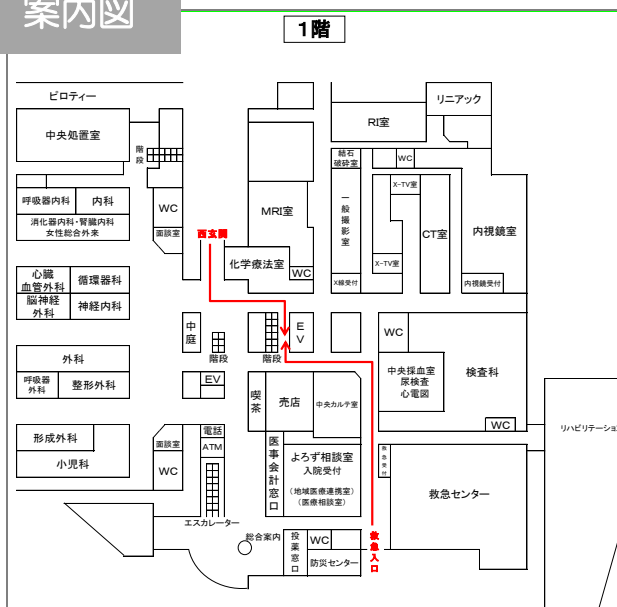 案内図
1階
ピロティー
中央処置室
階段
呼吸器内科
内科
消化器内科・腎臓内科
女性総合外来
WC
面談室
西玄関
MRI室
化学療法室
WC
RI室
リニアック
結石
破砕室
WC
一般撮影室
X線受付
X-TV室
X-TV室
CT室
内視鏡室
内視鏡受付
心臓
血管外科
循環器科
脳神経
外科
神経内科
中庭
階段
階段
EV
WC
中央採血室
尿検査
心電図
検査科
WC
外科
呼吸器
外科
整形外科
EV
喫茶
売店
中央カルテ室
形成外科
小児科
面談室
WC
電話
ATM
エスカレーター
医事会計窓口
よろず相談室
入院受付
(地域医療連携室)
(医療相談室)
救急受付
救急センター
リハビリテーショ
総合案内
投薬窓口
WC
防災センター
救急入口